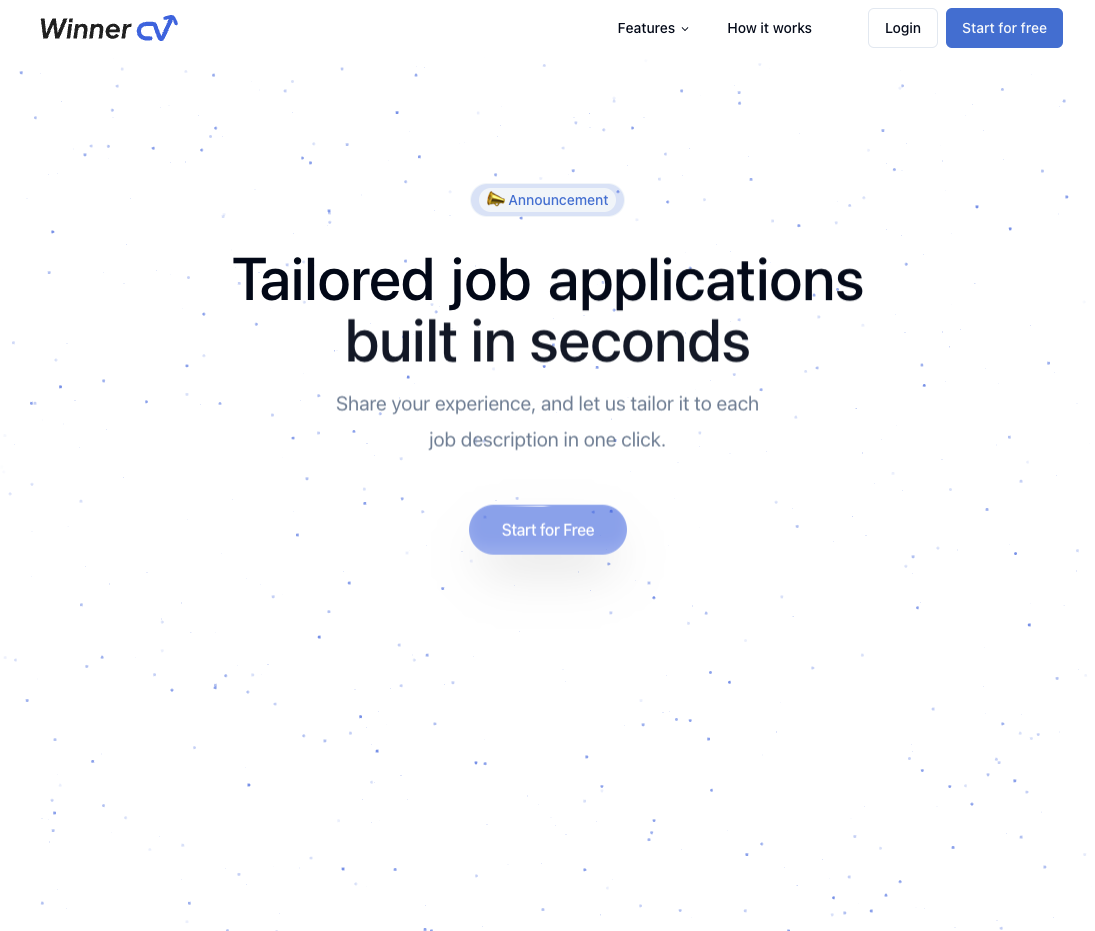 Winner CV
Features
How it works
Login
Start for free
Announcement
Tailored job applications
built in seconds
Share your experience, and let us tailor it to each
job description in one click.
Start for Free